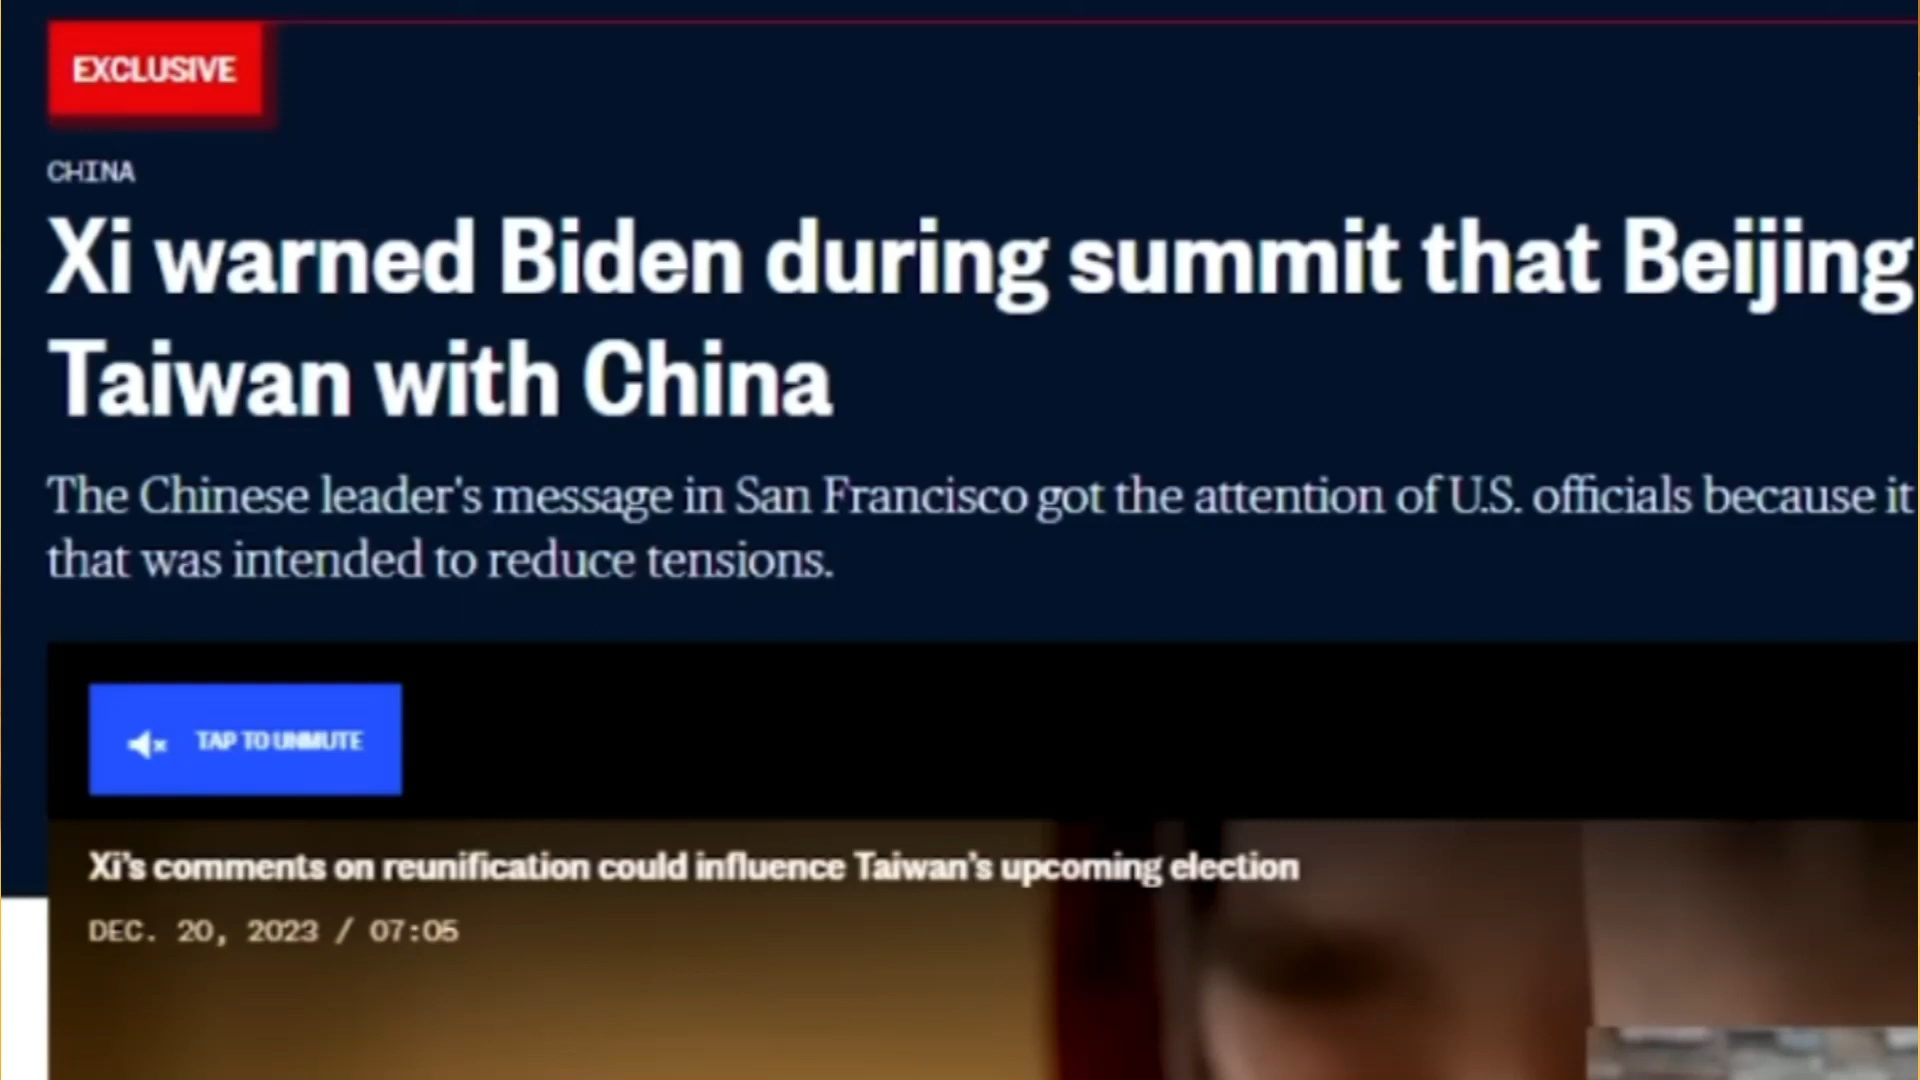 EXCLUSIVE
CHINA
Xi warned Biden during summit that Beijing
Taiwan with China
The Chinese leader's message in San Francisco got the attention of U.S. officials because it
that was intended to reduce tensions.
TAP TO UNMUTE
Xi's comments on reunification could influence Taiwan's upcoming election
DEC. 20, 2023 / 07:05